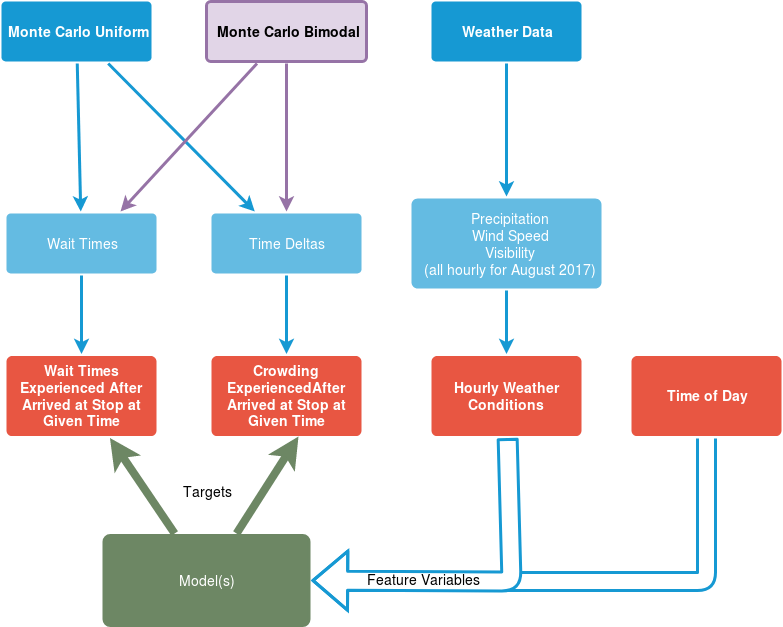 Monte Carlo Uniform
Monte Carlo Bimodal
Weather Data
Wait Times
Time Deltas
Precipitation
Wind Speed
Visibility
(all hourly for August 2017)
Wait Times
Experienced After
Arrived at Stop at
Given Time
Crowding
ExperiencedAfter
Arrived at Stop at
Given Time
Hourly Weather
Conditions
Time of Day
Targets
Model(s)
Feature Variables